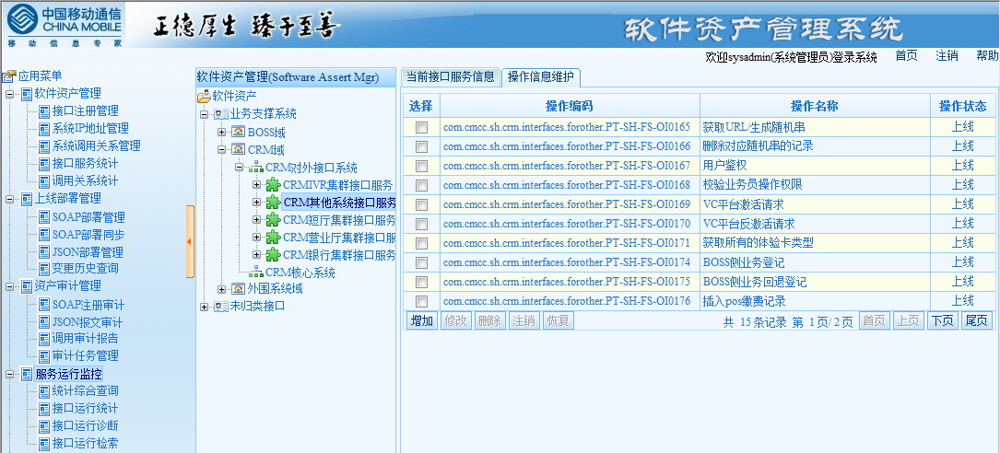 中国移动通信
CHINA MOBILE
移动信息专家
正德厚生 臻于至善
软件资产管理系统
欢迎sysadmin(系统管理员)登录系统 首页 注销 帮助
应用菜单
软件资产管理
接口注册管理
系统IP地址管理
系统调用关系管理
接口服务统计
调用关系统计
上线部署管理
SOAP部署管理
SOAP部署同步
JSON部署管理
变更历史查询
资产审计管理
SOAP注册审计
JSON报文审计
调用审计报告
审计任务管理
服务运行监控
统计综合查询
接口运行统计
接口运行诊断
接口运行检索
软件资产管理(Software Assert Mgr)
软件资产
业务支撑系统
BOSS域
CRM域
CRM对外接口系统
CRMIVR集群接口服务
CRM其他系统接口服务
CRM短厅集群接口服务
CRM营业厅集群接口服
CRM银行集群接口服务
CRM核心系统
外围系统域
未归类接口
当前接口服务信息 操作信息维护
选择 操作编码 操作名称 操作状态
com.cmcc.sh.crm.interfaces.forother.PT-SH-FS-OI0165 获取URL/生成随机串 上线
com.cmcc.sh.crm.interfaces.forother.PT-SH-FS-OI0166 删除对应随机串的记录 上线
com.cmcc.sh.crm.interfaces.forother.PT-SH-FS-OI0167 用户鉴权 上线
com.cmcc.sh.crm.interfaces.forother.PT-SH-FS-OI0168 校验业务员操作权限 上线
com.cmcc.sh.crm.interfaces.forother.PT-SH-FS-OI0169 VC平台激活请求 上线
com.cmcc.sh.crm.interfaces.forother.PT-SH-FS-OI0170 VC平台反激活请求 上线
com.cmcc.sh.crm.interfaces.forother.PT-SH-FS-OI0171 获取所有的体验卡类型 上线
com.cmcc.sh.crm.interfaces.forother.PT-SH-FS-OI0174 BOSS侧业务登记 上线
com.cmcc.sh.crm.interfaces.forother.PT-SH-FS-OI0175 BOSS侧业务回退登记 上线
com.cmcc.sh.crm.interfaces.forother.PT-SH-FS-OI0176 插入pos缴费记录 上线
增加 修改 删除 注销 恢复 共 15条记录 第 1页/ 2页 首页 上页 下页 尾页